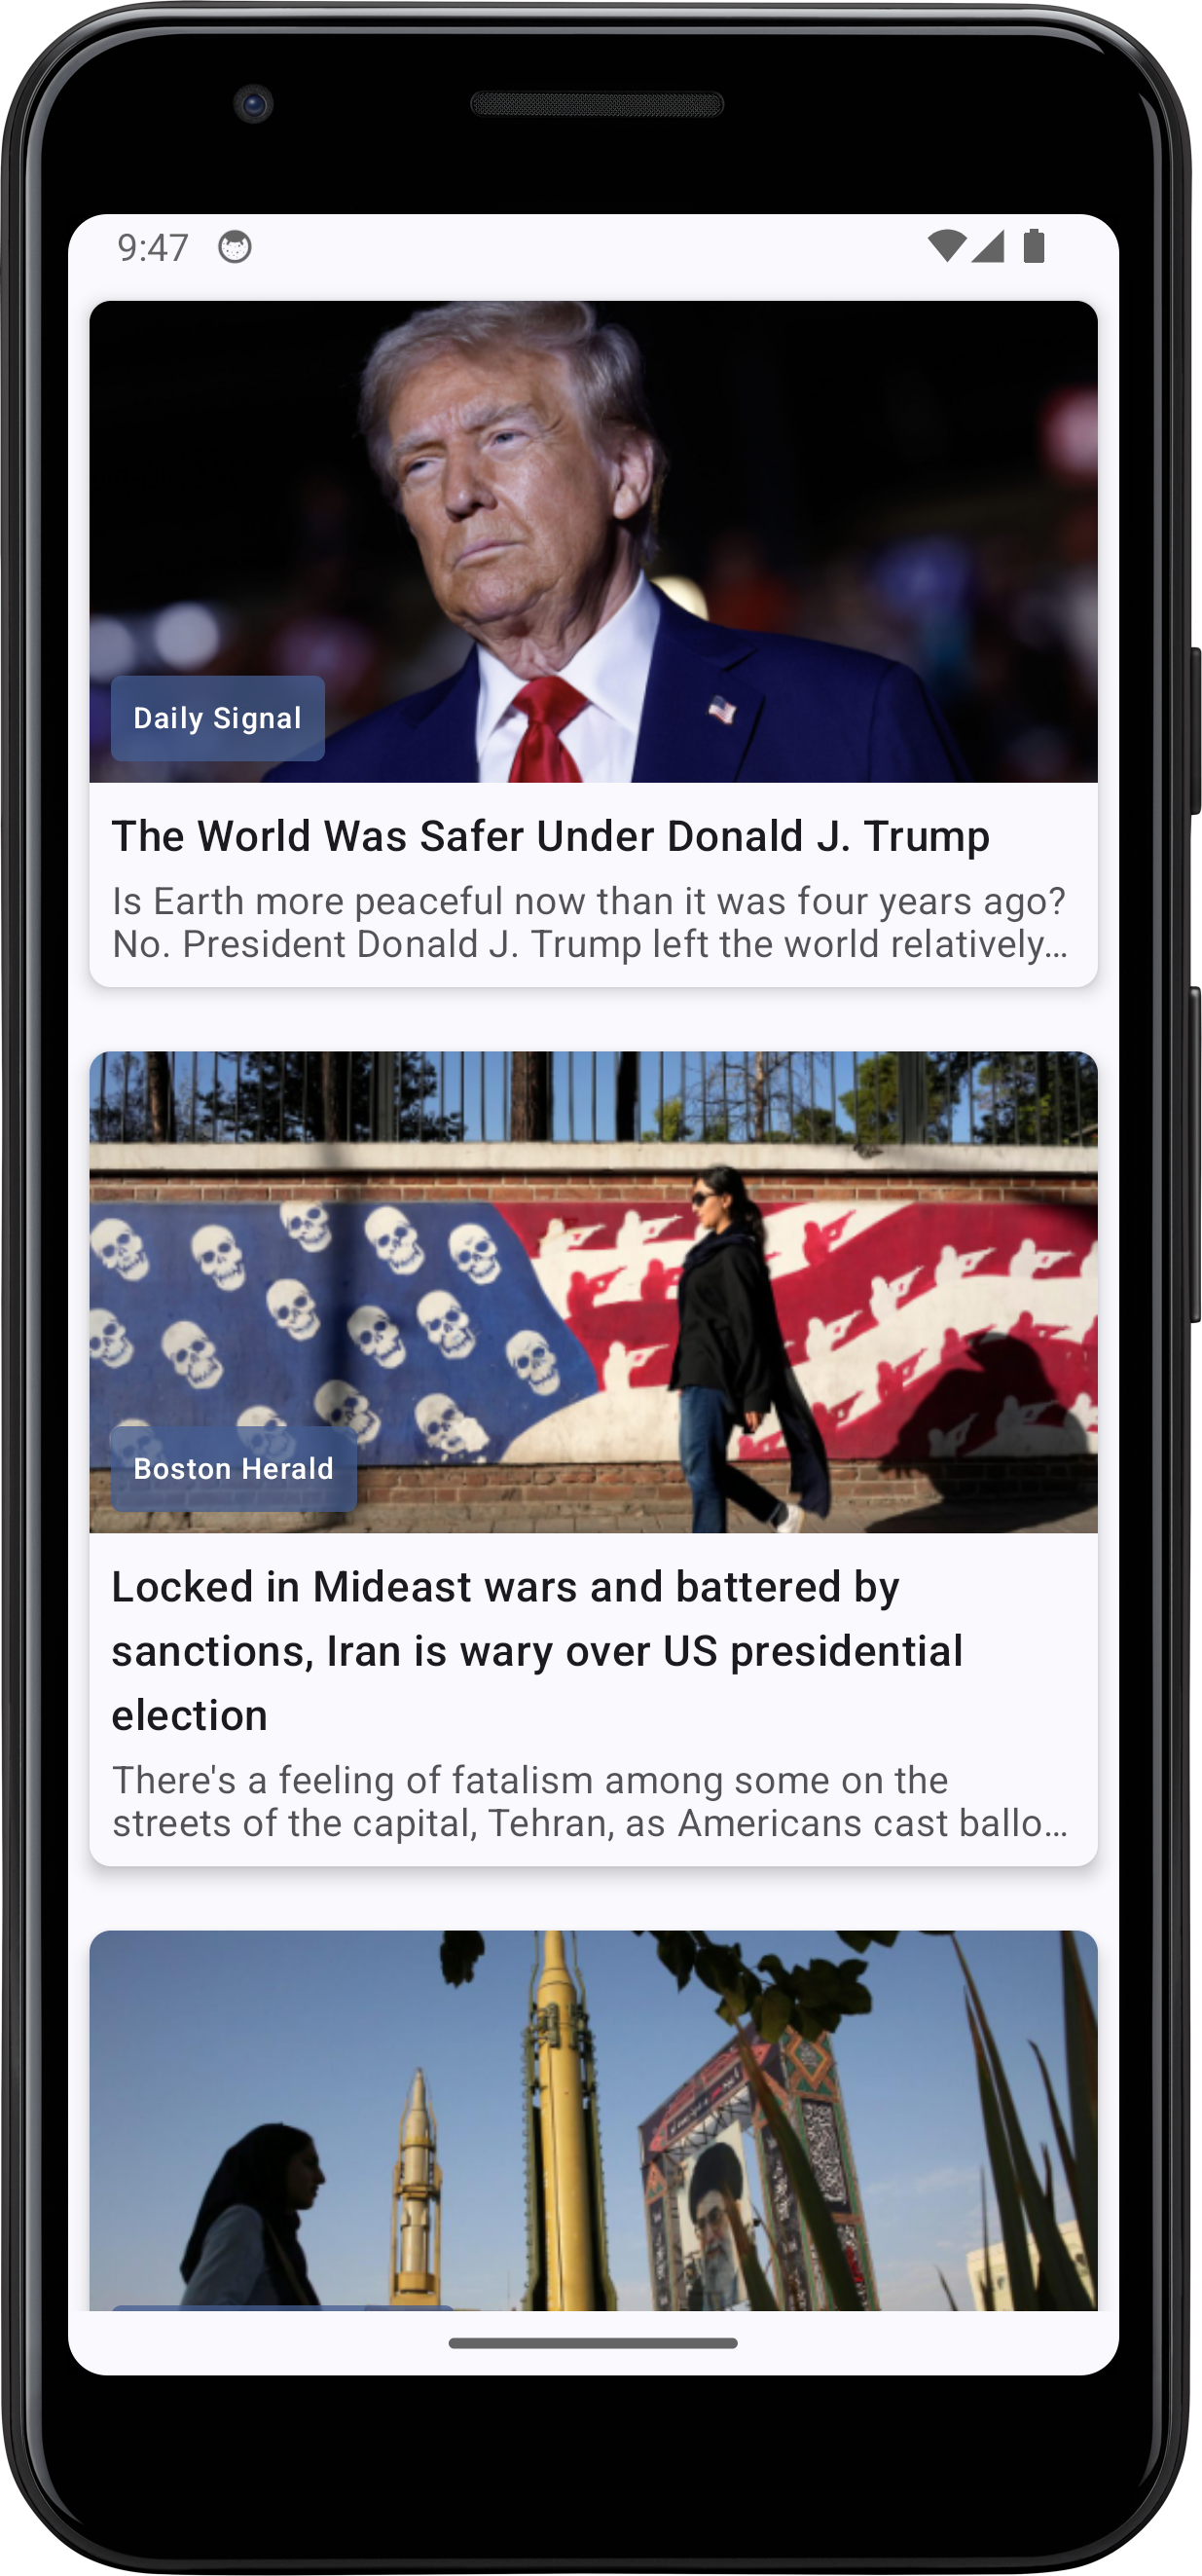 9:47
Daily Signal
The World Was Safer Under Donald J. Trump
Is Earth more peaceful now than it was four years ago?
No. President Donald J. Trump left the world relatively…
Boston Herald
Locked in Mideast wars and battered by
sanctions, Iran is wary over US presidential
election
There's a feeling of fatalism among some on the
streets of the capital, Tehran, as Americans cast ballo…